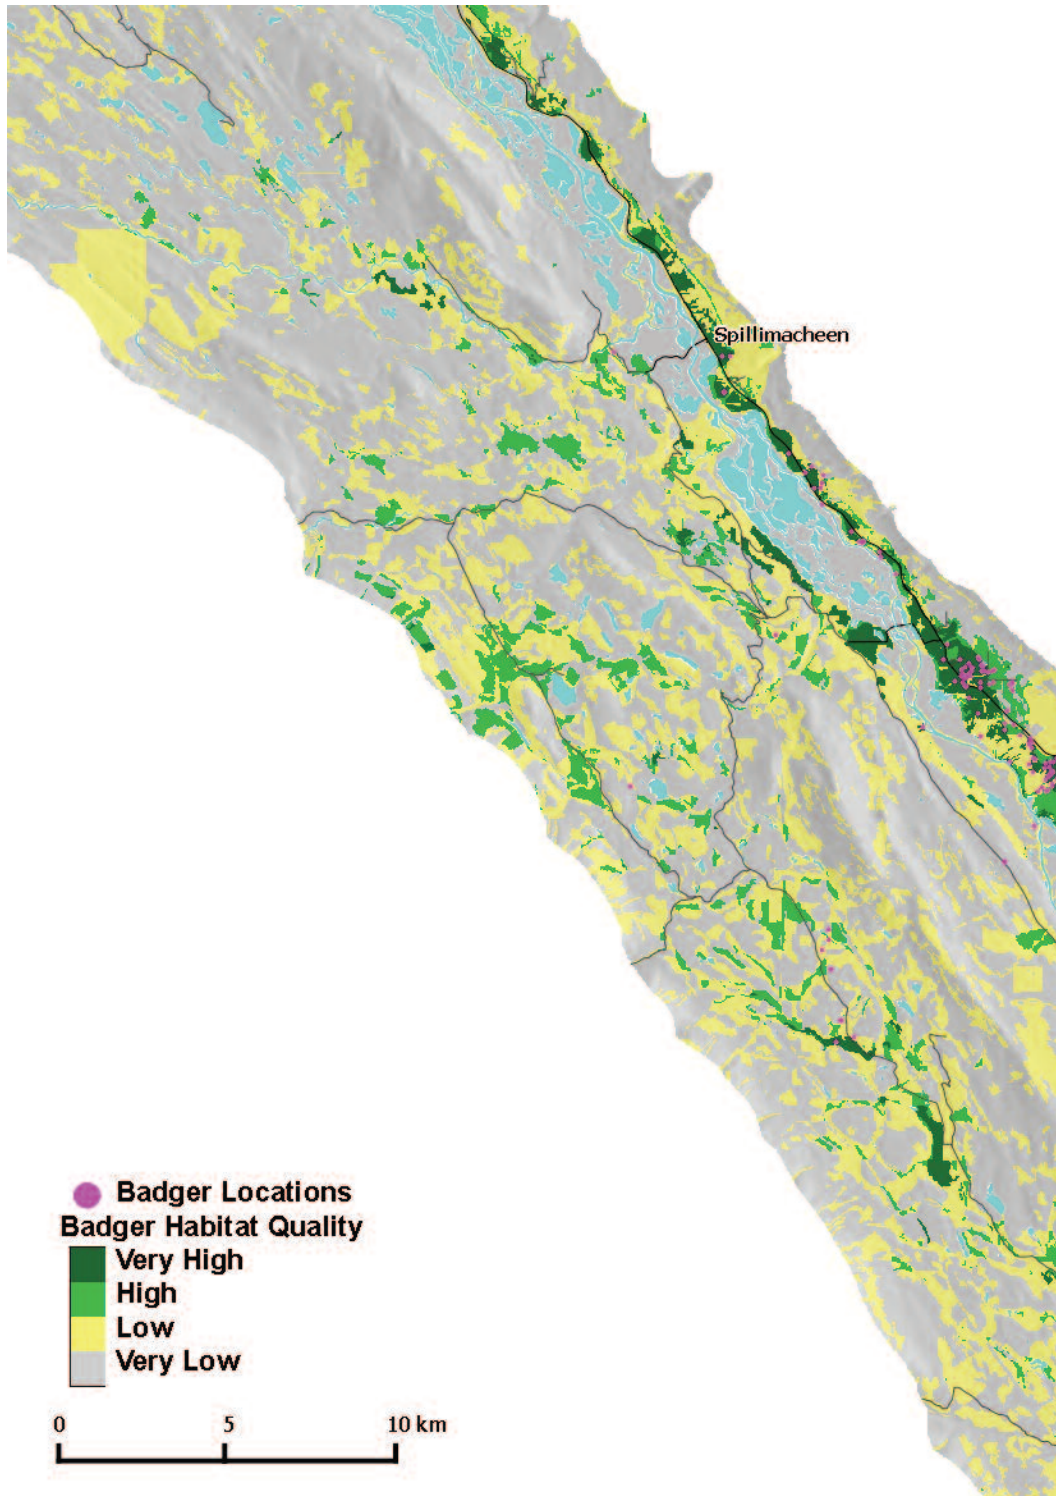 Spillimacheen
Badger Locations
Badger Habitat Quality
Very High
High
Low
Very Low
0 5 10 km